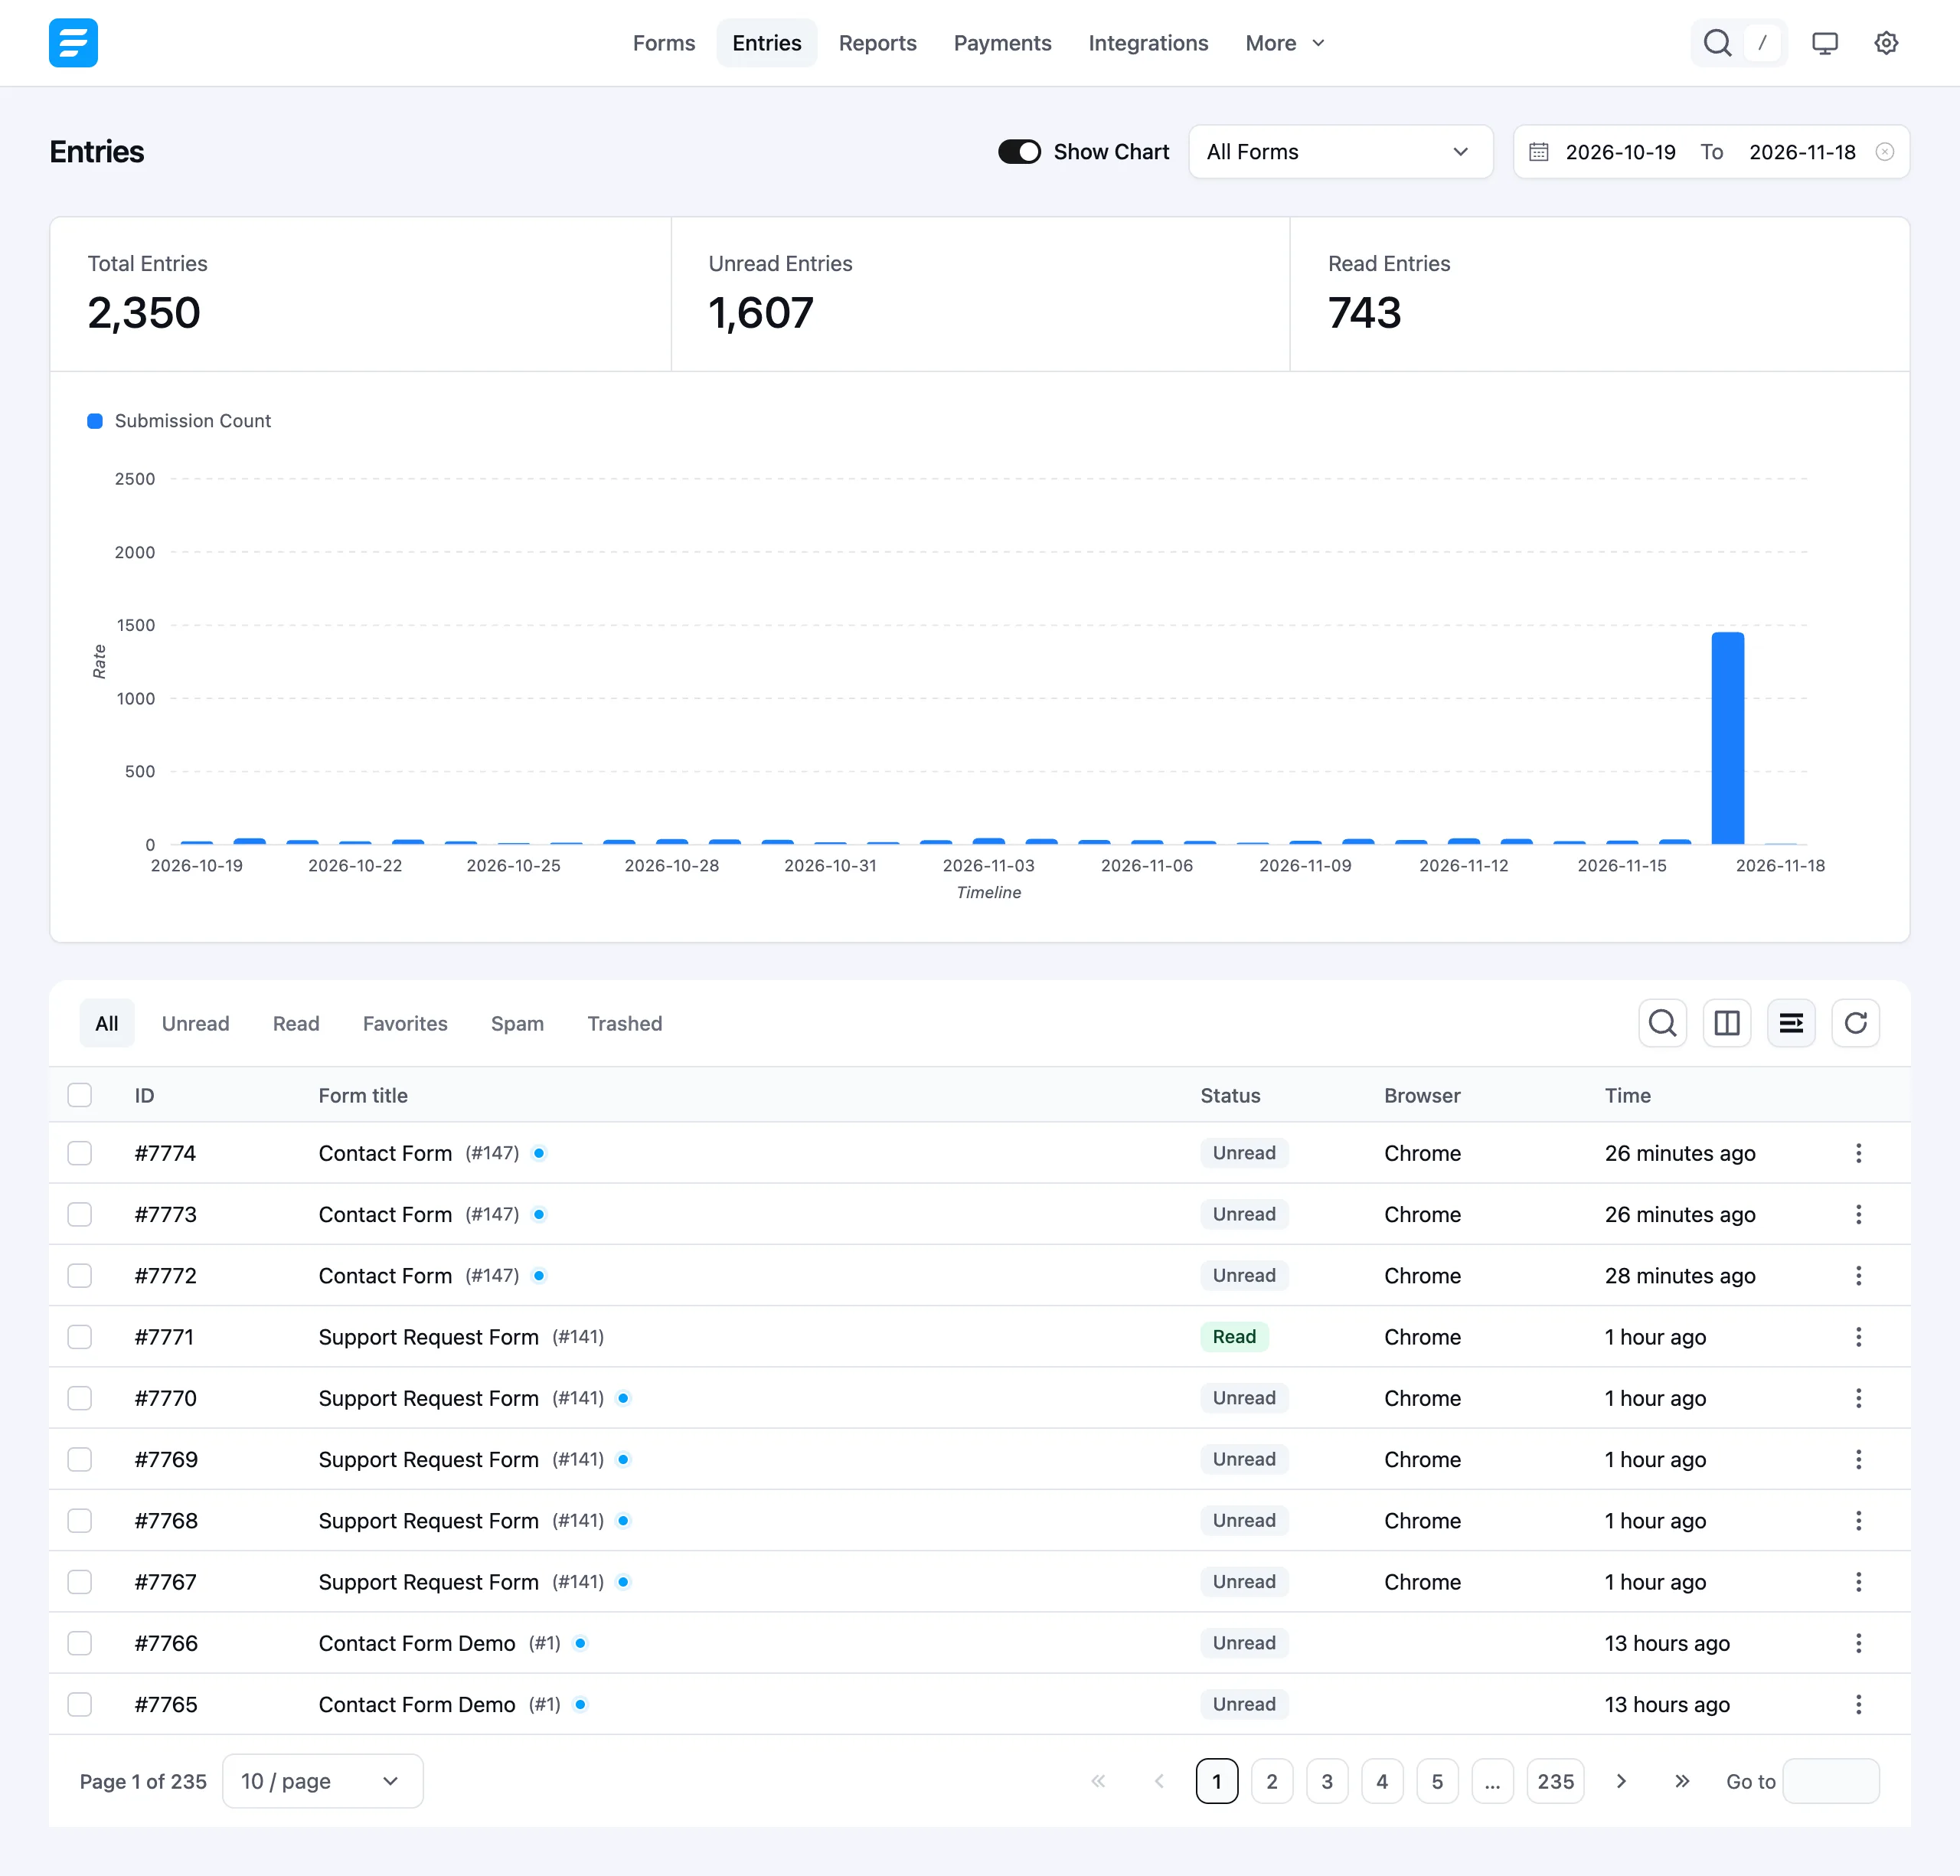 Forms Entries Reports Payments Integrations More /
Entries
Show Chart All Forms 2026-10-19 To 2026-11-18
Total Entries Unread Entries Read Entries
2,350 1,607 743
Submission Count
2500
2000
1500
Rate
1000
500
0
2026-10-19 2026-10-22 2026-10-25 2026-10-28 2026-10-31 2026-11-03 2026-11-06 2026-11-09 2026-11-12 2026-11-15 2026-11-18
Timeline
All Unread Read Favorites Spam Trashed
ID Form title Status Browser Time
#7774 Contact Form (#147) Unread Chrome 26 minutes ago
#7773 Contact Form (#147) Unread Chrome 26 minutes ago
#7772 Contact Form (#147) Unread Chrome 28 minutes ago
#7771 Support Request Form (#141) Read Chrome 1 hour ago
#7770 Support Request Form (#141) Unread Chrome 1 hour ago
#7769 Support Request Form (#141) Unread Chrome 1 hour ago
#7768 Support Request Form (#141) Unread Chrome 1 hour ago
#7767 Support Request Form (#141) Unread Chrome 1 hour ago
#7766 Contact Form Demo (#1) Unread 13 hours ago
#7765 Contact Form Demo (#1) Unread 13 hours ago
Page 1 of 235 10 / page 1 2 3 4 5 ... 235 Go to